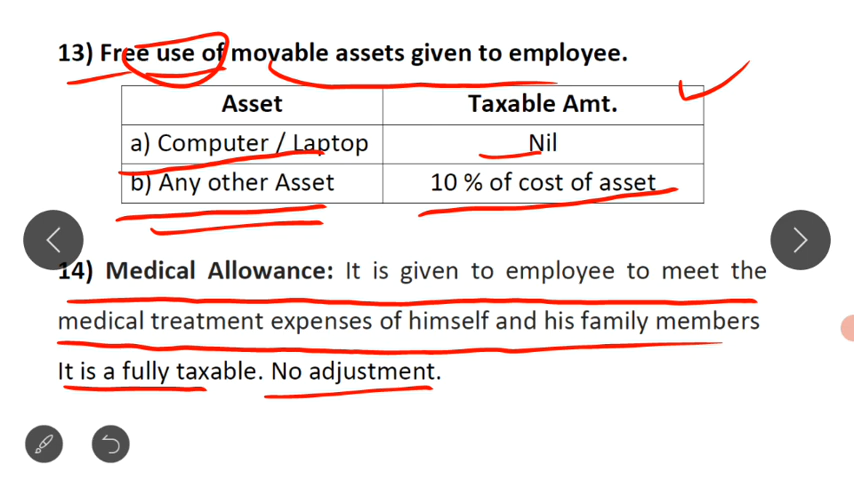 13) Free use of movable assets given to employee.
Asset Taxable Amt.
a) Computer / Laptop Nil
b) Any other Asset 10 % of cost of asset
14) Medical Allowance: It is given to employee to meet the
medical treatment expenses of himself and his family members
It is a fully taxable. No adjustment.